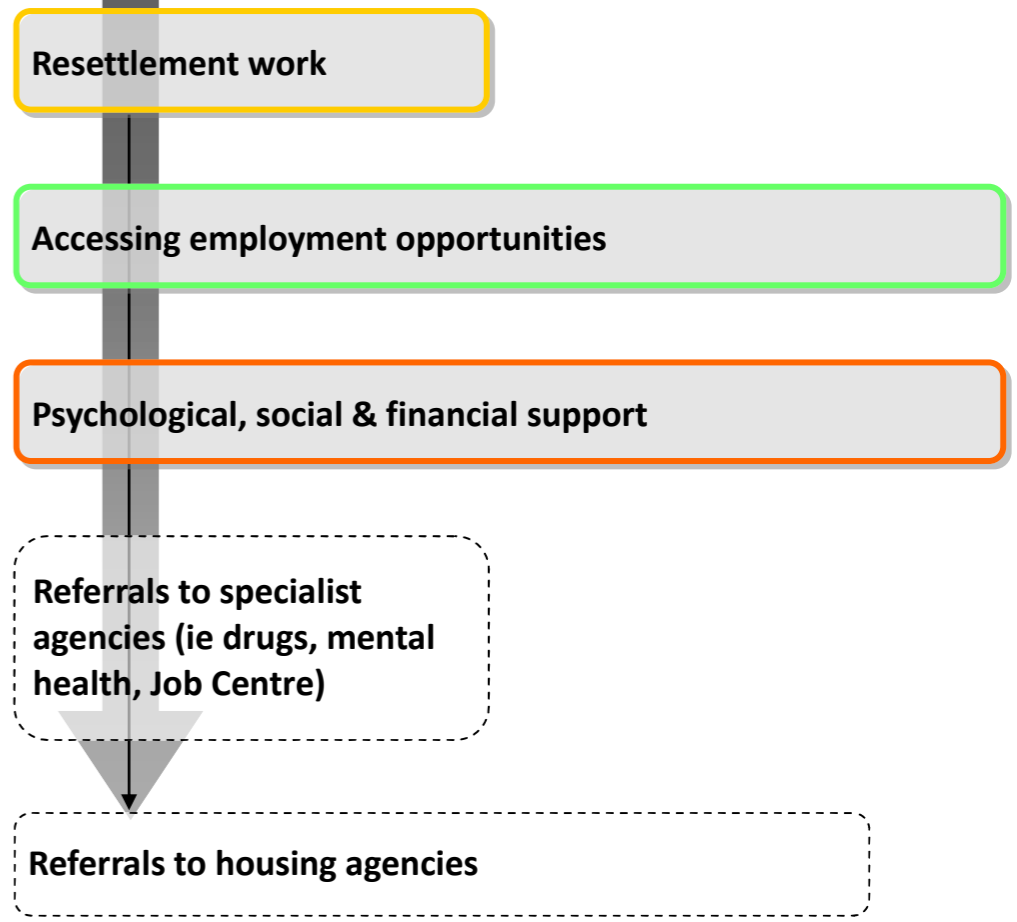 Resettlement work
Accessing employment opportunities
Psychological, social & financial support
Referrals to specialist
agencies (ie drugs, mental
health, Job Centre)
Referrals to housing agencies